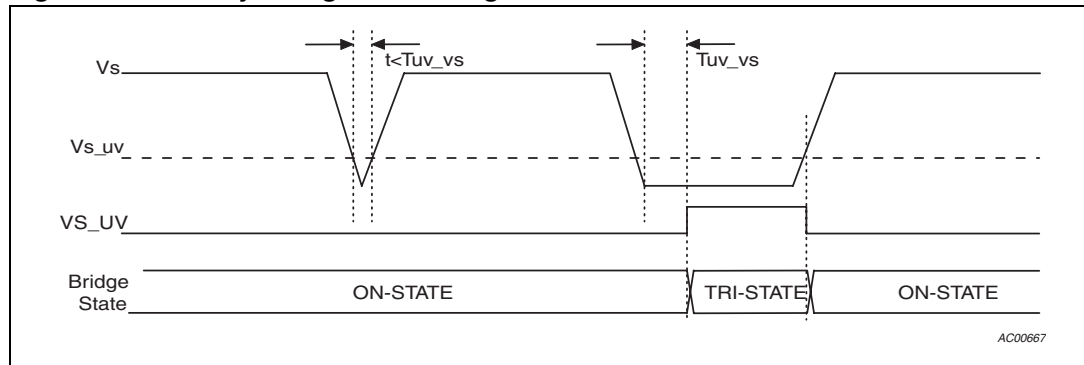 t<Tuv_vs
Tuv_vs
Vs
Vs_uv
VS_UV
Bridge
State
ON-STATE
TRI-STATE
ON-STATE
AC00667